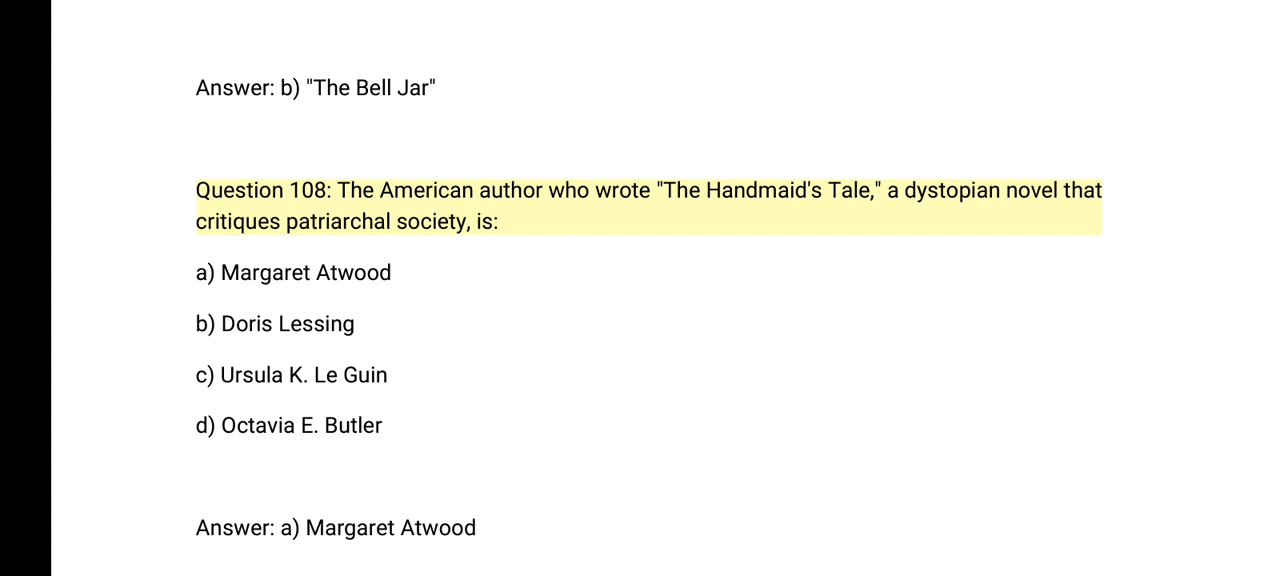 Answer: b) "The Bell Jar"
Question 108: The American author who wrote "The Handmaid's Tale," a dystopian novel that
critiques patriarchal society, is:
a) Margaret Atwood
b) Doris Lessing
c) Ursula K. Le Guin
d) Octavia E. Butler
Answer: a) Margaret Atwood